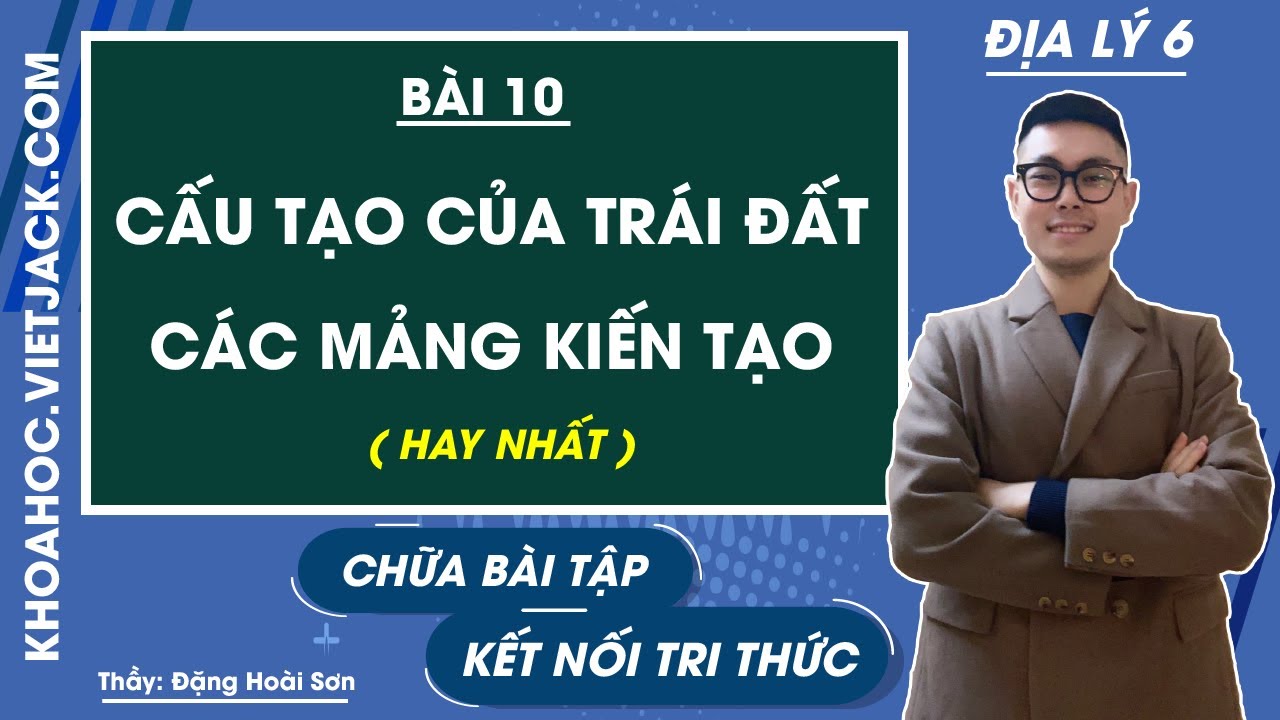 KHOAHOC.VIETJACK.COM
ĐỊA LÝ 6
BÀI 10
CẤU TẠO CỦA TRÁI ĐẤT
CÁC MẢNG KIẾN TẠO
( HAY NHẤT )
CHỮA BÀI TẬP
KẾT NỐI TRI THỨC
Thầy: Đặng Hoài Sơn